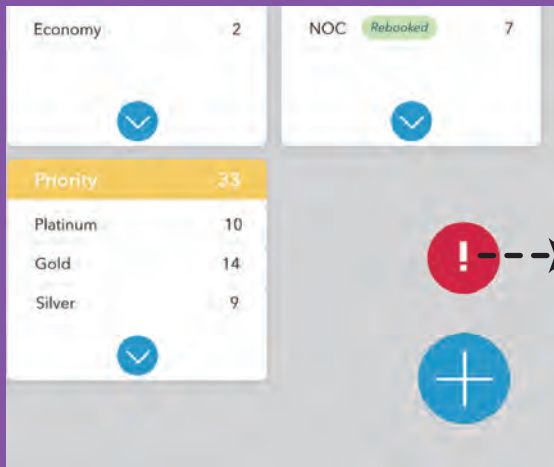 Economy 2
NOC Rebooked 7
Priority 33
Platinum 10
Gold 14
Silver 9
!